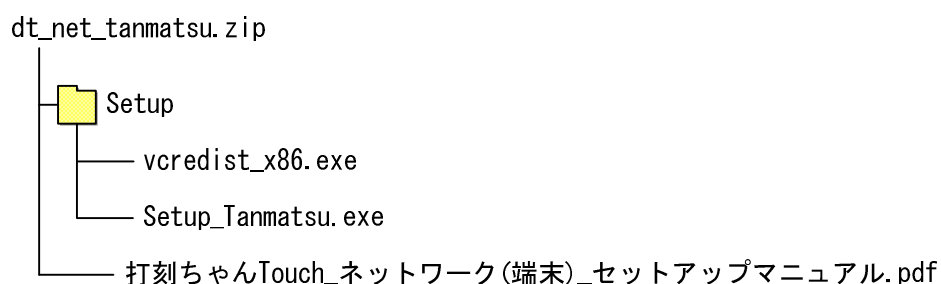 dt_net_tanmatsu.zip
Setup
vcredist_x86.exe
Setup_Tanmatsu.exe
打刻ちゃんTouch_ネットワーク(端末)_セットアップマニュアル.pdf